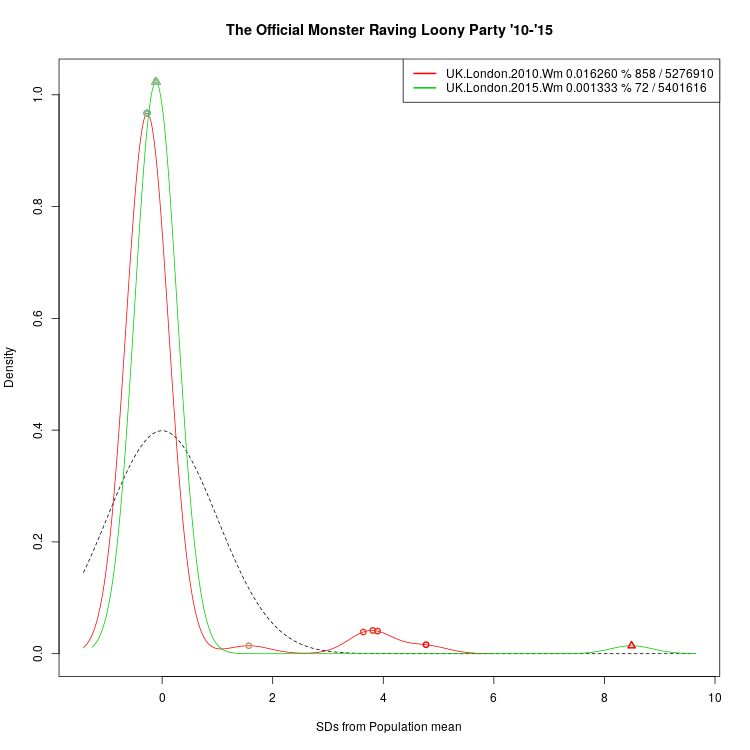 The Official Monster Raving Loony Party '10-'15
UK.London.2010.Wm 0.016260 % 858 / 5276910
UK.London.2015.Wm 0.001333 % 72 / 5401616
Density
1.0
0.8
0.6
0.4
0.2
0.0
0 2 4 6 8 10
SDs from Population mean